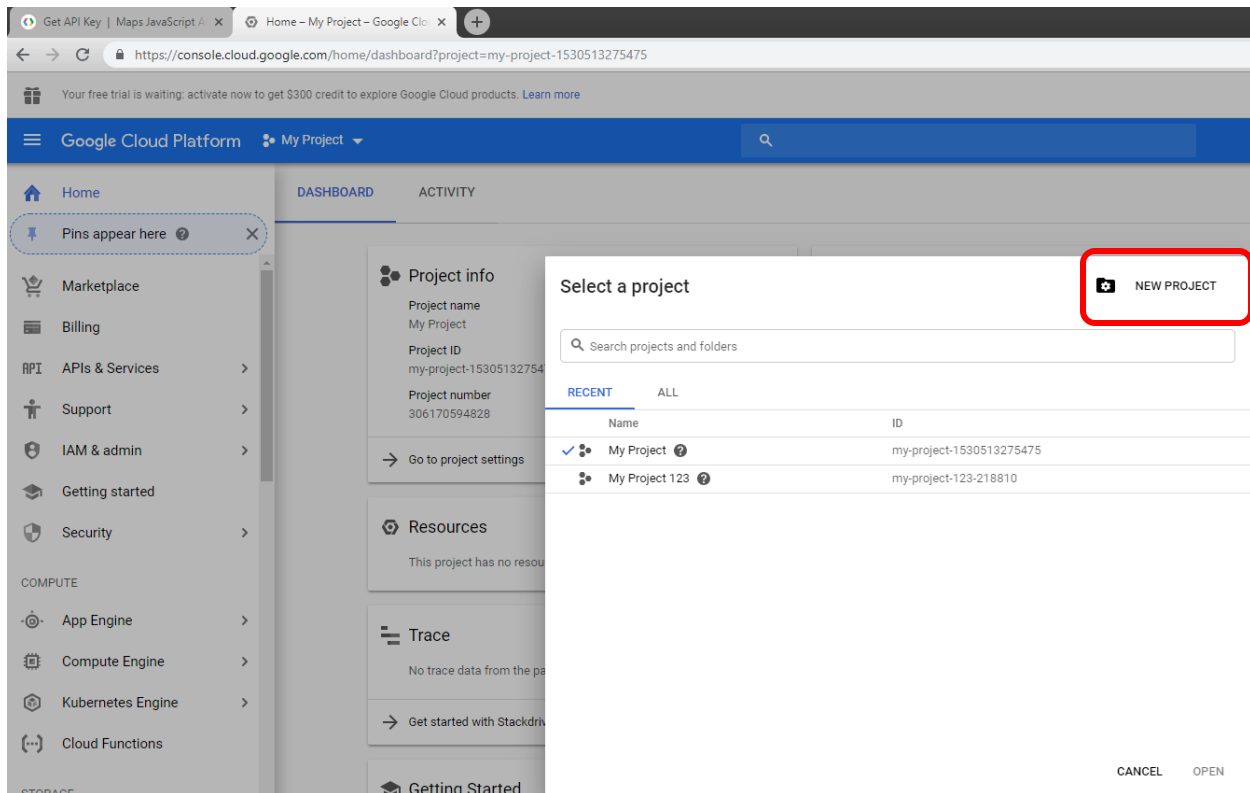 Get API Key | Maps JavaScript A
Home – My Project – Google Clo
https://console.cloud.google.com/home/dashboard?project=my-project-1530513275475
Your free trial is waiting: activate now to get $300 credit to explore Google Cloud products. Learn more
Google Cloud Platform My Project
Home
Pins appear here
Marketplace
Billing
API APIs & Services
Support
IAM & admin
Getting started
Security
COMPUTE
App Engine
Compute Engine
Kubernetes Engine
Cloud Functions
STORAGE
DASHBOARD ACTIVITY
Project info
Project name
My Project
Project ID
my-project-15305132754
Project number
306170594828
Go to project settings
Resources
This project has no resou
Trace
No trace data from the pa
Get started with Stackdriv
Getting Started
Select a project
NEW PROJECT
Search projects and folders
RECENT ALL
Name ID
My Project my-project-1530513275475
My Project 123 my-project-123-218810
CANCEL OPEN